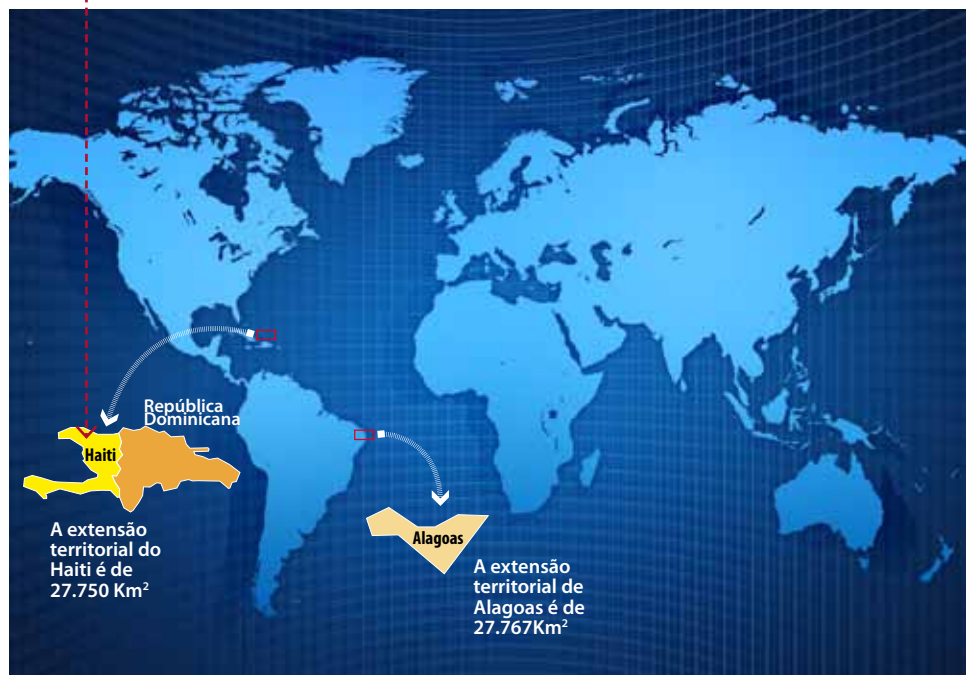 República
Dominicana
Haiti
A extensão
territorial do
Haiti é de
27.750 Km²
Alagoas
A extensão
territorial de
Alagoas é de
27.767Km²